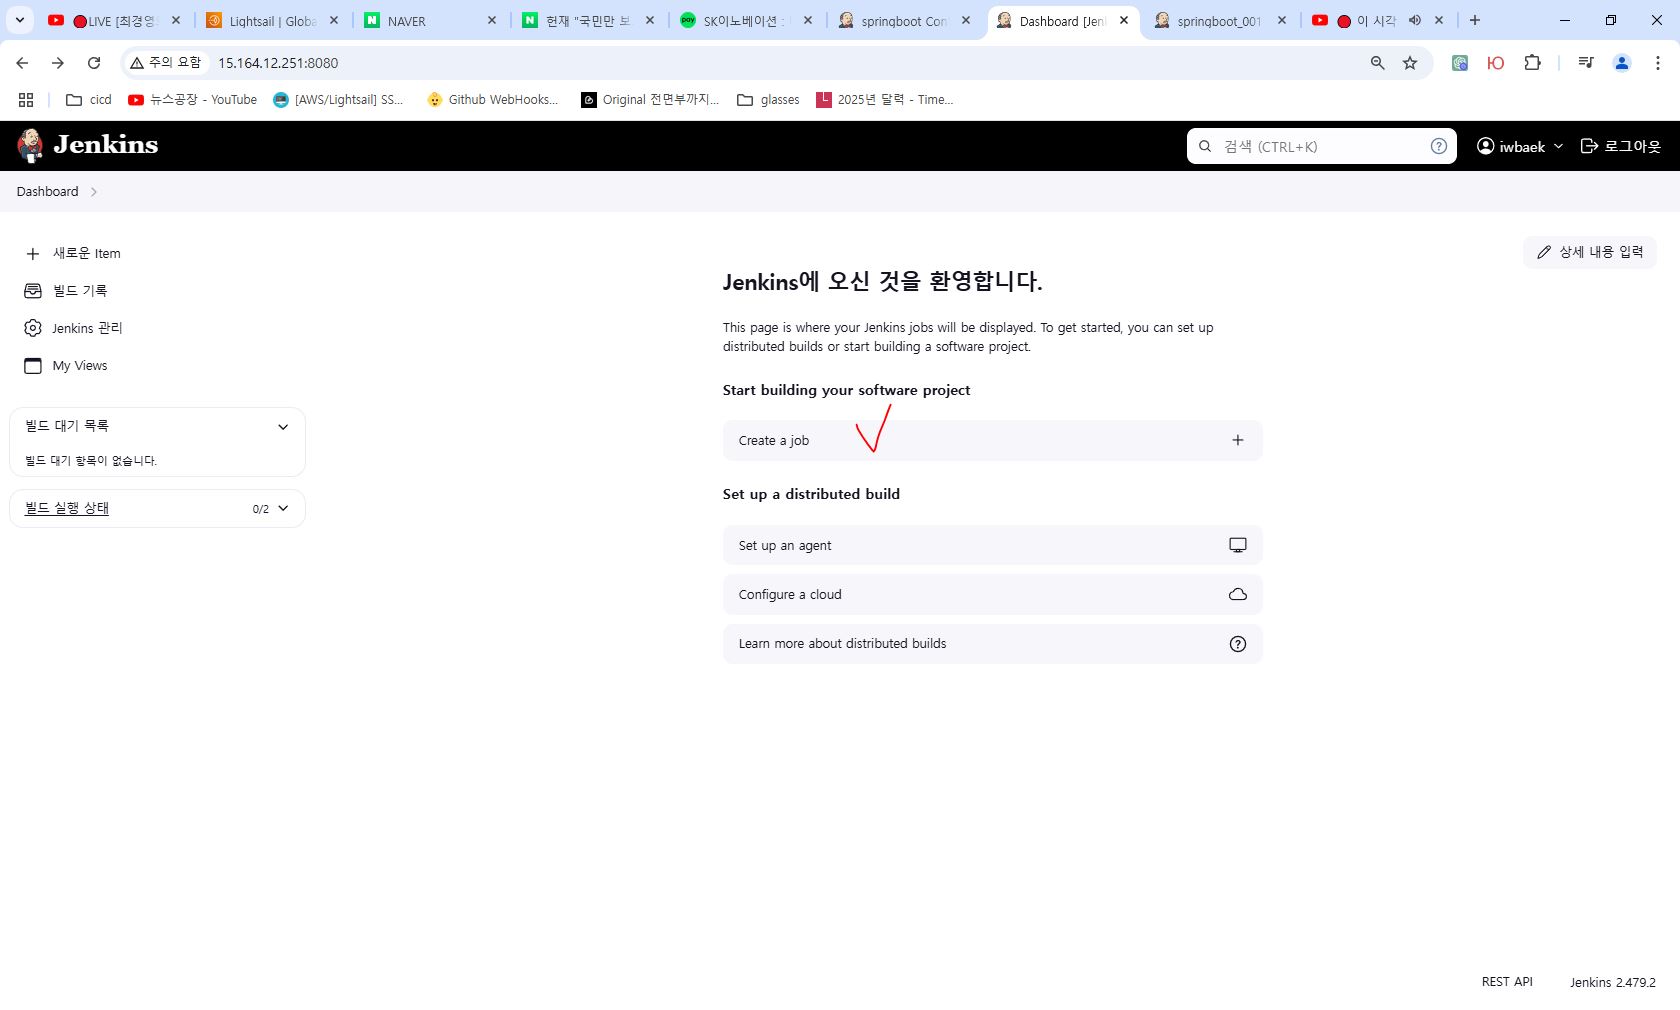 LIVE [최경영
Lightsail | Globa
NAVER
헌재 "국민만 보
SK이노베이션 :
springboot Con
Dashboard [Jenk
springboot_001
이 시각
주의 요함
15.164.12.251:8080
cicd
뉴스공장 - YouTube
[AWS/Lightsail] SS...
Github WebHooks...
Original 전면부까지...
glasses
2025년 달력 - Time...
Jenkins
검색 (CTRL+K)
iwbaek
로그아웃
Dashboard
새로운 Item
빌드 기록
Jenkins 관리
My Views
빌드 대기 목록
빌드 대기 항목이 없습니다.
빌드 실행 상태
0/2
상세 내용 입력
Jenkins에 오신 것을 환영합니다.
This page is where your Jenkins jobs will be displayed. To get started, you can set up
distributed builds or start building a software project.
Start building your software project
Create a job
Set up a distributed build
Set up an agent
Configure a cloud
Learn more about distributed builds
REST API
Jenkins 2.479.2